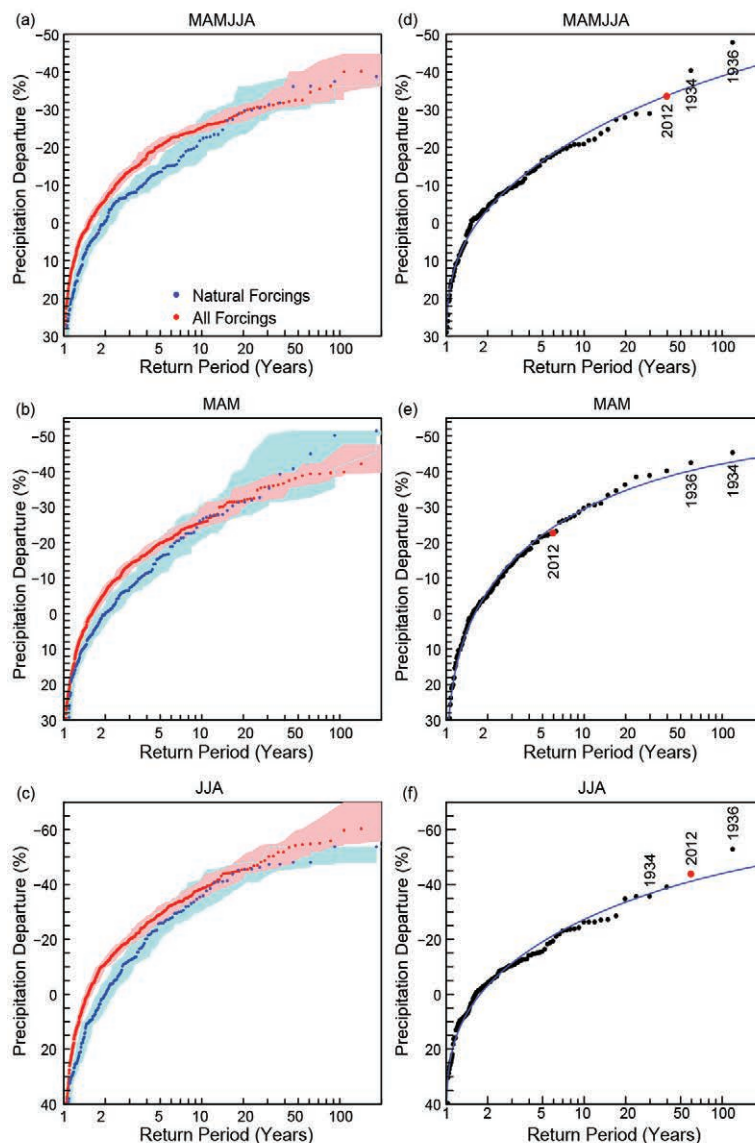 (a)
MAMJJA
Precipitation Departure (%)
-50
-40
-30
-20
-10
0
10
20
30
Natural Forcings
All Forcings
1 2 5 10 20 50 100
Return Period (Years)
(d)
MAMJJA
Precipitation Departure (%)
-50
-40
-30
-20
-10
0
10
20
30
2012
1934
1936
1 2 5 10 20 50 100
Return Period (Years)
(b)
MAM
Precipitation Departure (%)
-50
-40
-30
-20
-10
0
10
20
30
1 2 5 10 20 50 100
Return Period (Years)
(e)
MAM
Precipitation Departure (%)
-50
-40
-30
-20
-10
0
10
20
30
2012
1936
1934
1 2 5 10 20 50 100
Return Period (Years)
(c)
JJA
Precipitation Departure (%)
-60
-40
-20
0
20
40
1 2 5 10 20 50 100
Return Period (Years)
(f)
JJA
Precipitation Departure (%)
-60
-40
-20
0
20
40
1934
2012
1936
1 2 5 10 20 50 100
Return Period (Years)